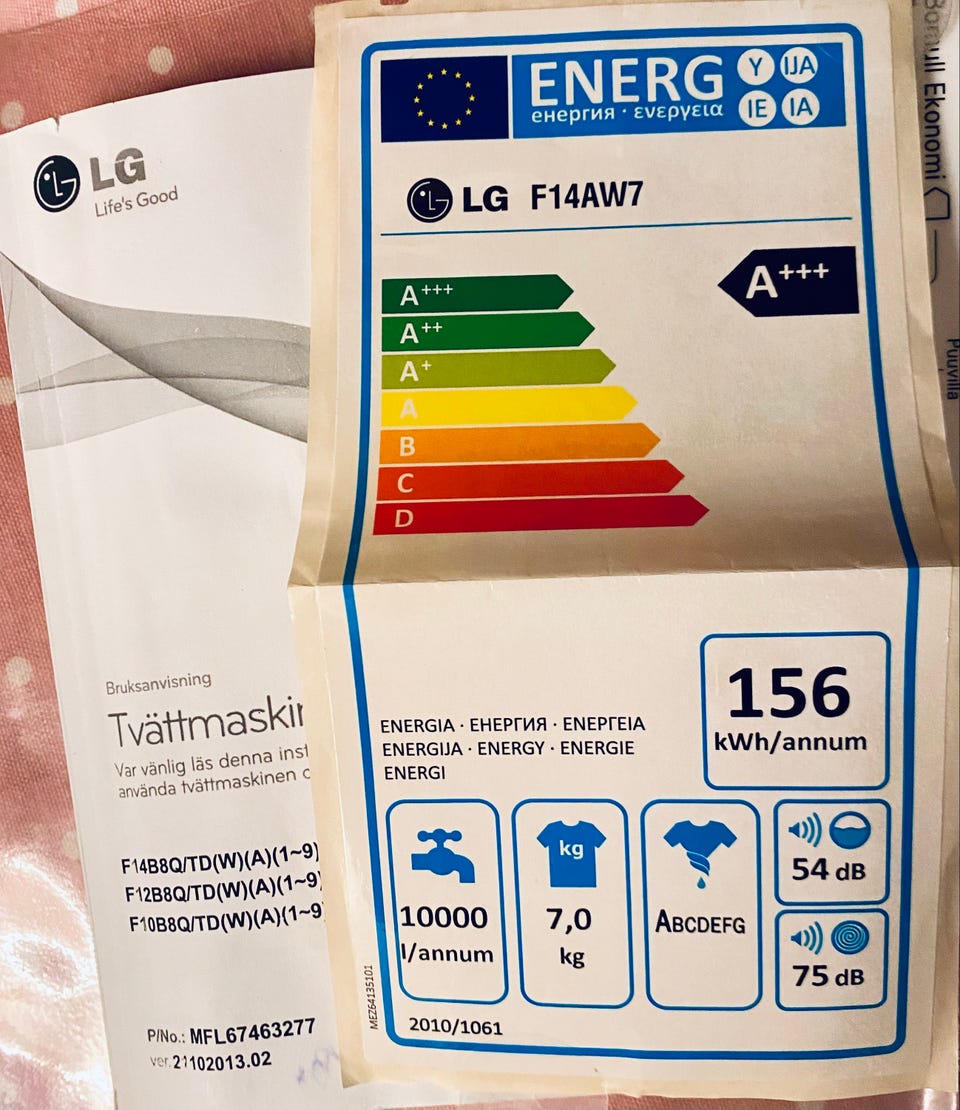 LG
Life's Good
Bruksanvisning
Var vänlig läs denna
använda tvättmaskinen
F14B8Q/TD(W)(A)(1~9)
F12B8Q/TD(W)(A)(1~9)
F10B8Q/TD(W)(A)(1~9
P/No.: MFL67463277
ver.21102013.02
ENERG
енергия · ενεργεια
Y IJA
IE IA
LG F14AW7
A+++
A+++
A++
A+
A
B
C
D
156
kWh/annum
ENERGIA · ЕНЕРГИЯ · ΕΝΕΡΓΕΙΑ
ENERGIJA · ENERGY · ENERGIE
ENERGI
10000
l/annum
kg
7,0
kg
ABCDEFG
54 dB
75 dB
MEZ64135101
2010/1061
Bomull Ekonomi
Puuvilla